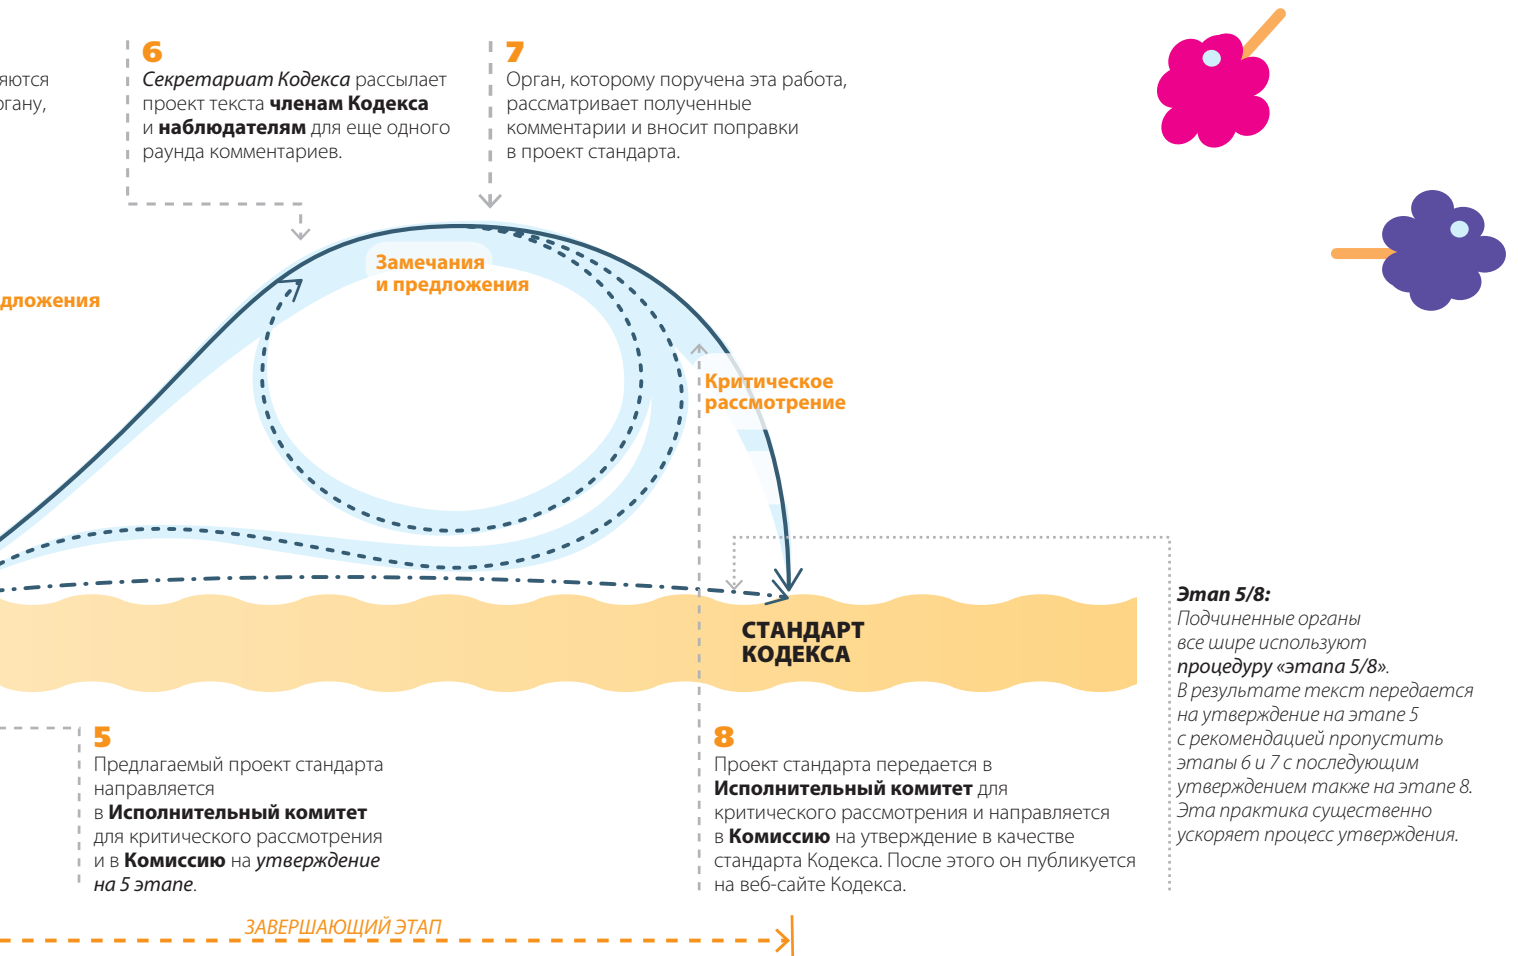 6
Секретариат Кодекса рассылает
проект текста членам Кодекса
и наблюдателям для еще одного
раунда комментариев.
7
Орган, которому поручена эта работа,
рассматривает полученные
комментарии и вносит поправки
в проект стандарта.
Замечания
и предложения
Критическое
рассмотрение
СТАНДАРТ
КОДЕКСА
Этап 5/8:
Подчиненные органы
все шире используют
процедуру «этапа 5/8».
В результате текст передается
на утверждение на этапе 5
с рекомендацией пропустить
этапы 6 и 7 с последующим
утверждением также на этапе 8.
Эта практика существенно
ускоряет процесс утверждения.
5
Предлагаемый проект стандарта
направляется
в Исполнительный комитет
для критического рассмотрения
и в Комиссию на утверждение
на 5 этапе.
8
Проект стандарта передается в
Исполнительный комитет для
критического рассмотрения и направляется
в Комиссию на утверждение в качестве
стандарта Кодекса. После этого он публикуется
на веб-сайте Кодекса.
ЗАВЕРШАЮЩИЙ ЭТАП